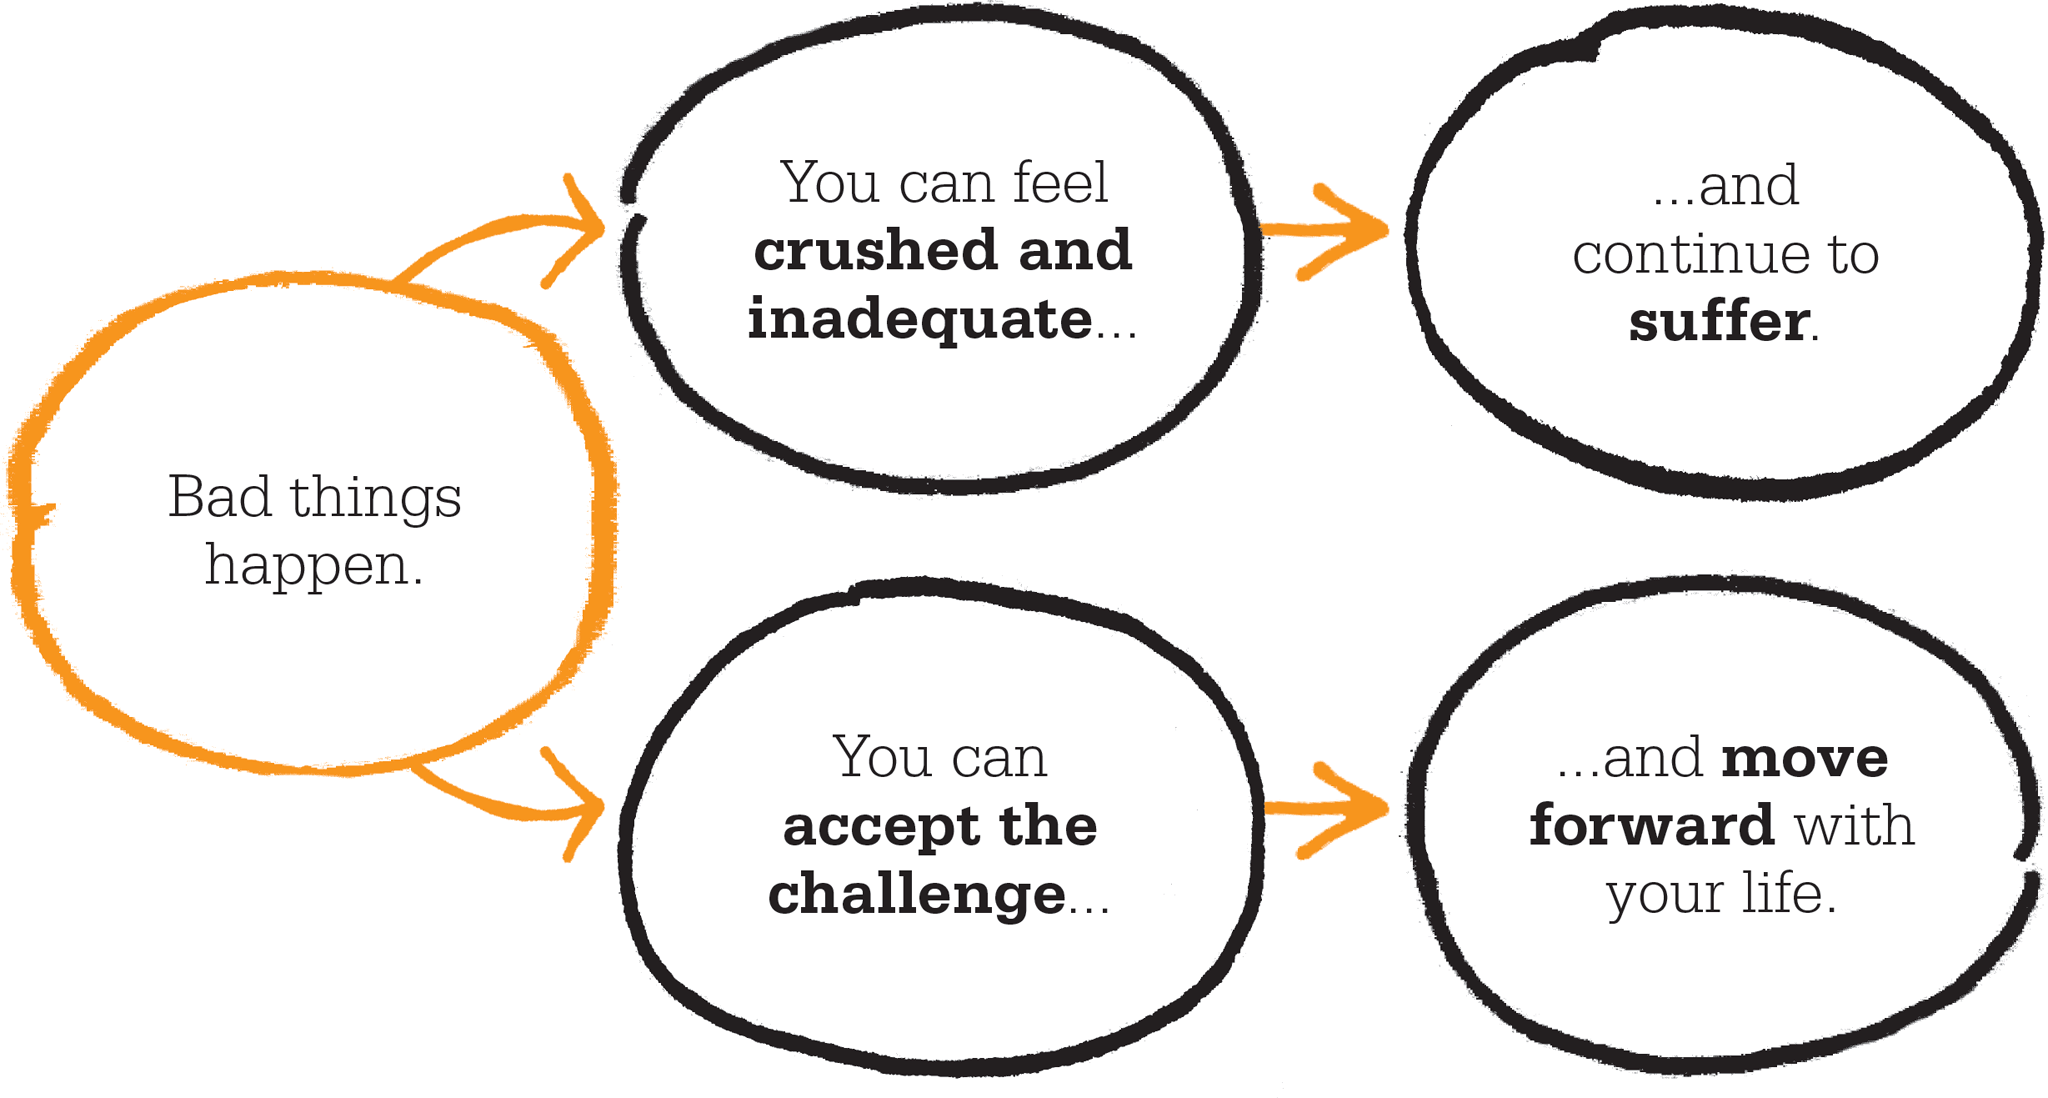 Bad things
happen.
You can feel
crushed and
inadequate...
...and
continue to
suffer.
You can
accept the
challenge...
...and move
forward with
your life.